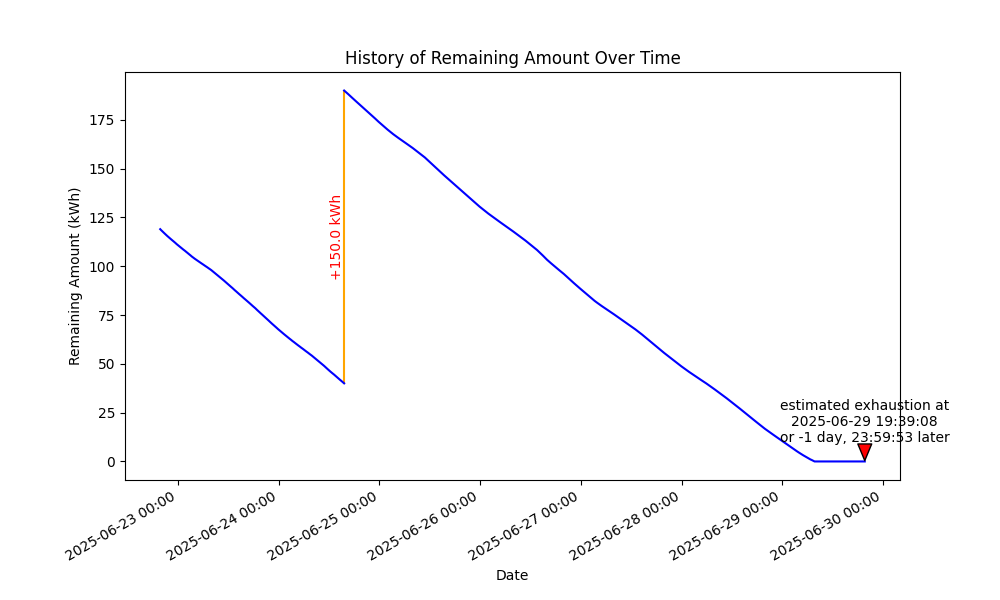 History of Remaining Amount Over Time
Remaining Amount (kWh)
175
150
125
100
75
50
25
0
+150.0 kWh
estimated exhaustion at
2025-06-29 19:39:08
or -1 day, 23:59:53 later
2025-06-23 00:00
2025-06-24 00:00
2025-06-25 00:00
2025-06-26 00:00
2025-06-27 00:00
2025-06-28 00:00
2025-06-29 00:00
2025-06-30 00:00
Date